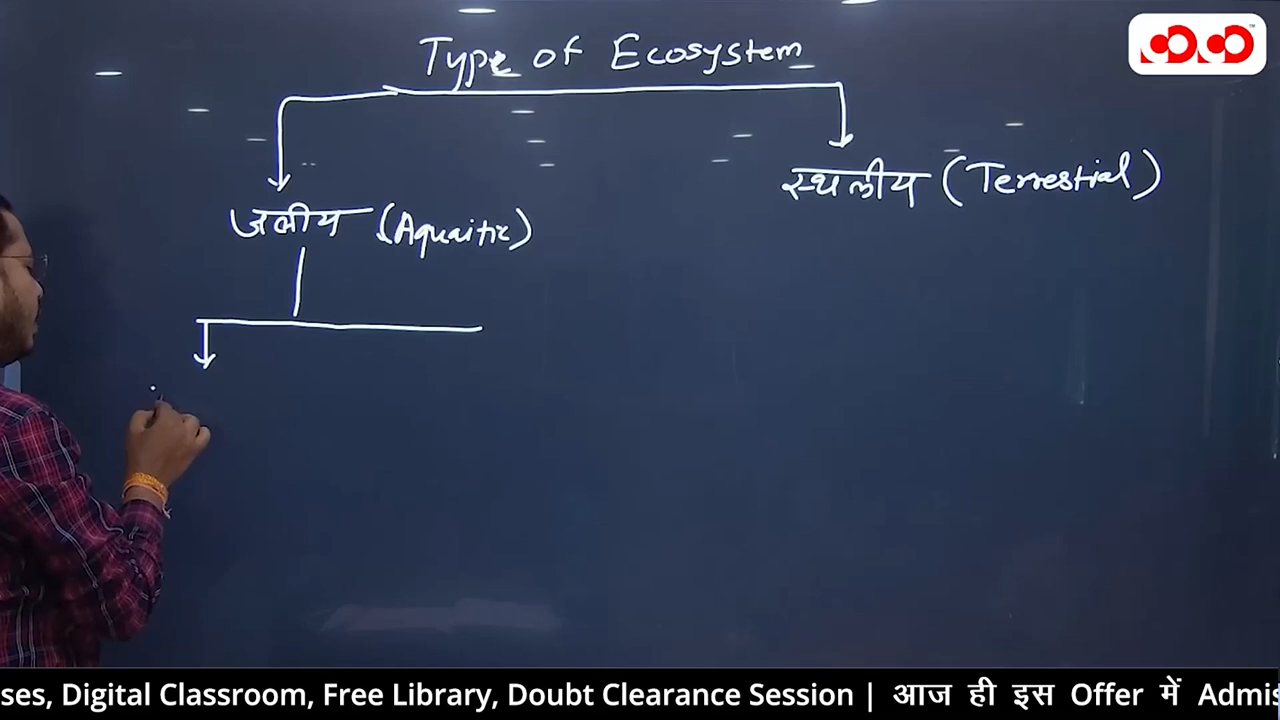 Type of Ecosystem
स्थलीय (Terrestial)
जलीय (Aquaitic)
ses, Digital Classroom, Free Library, Doubt Clearance Session | आज ही इस Offer में Admis